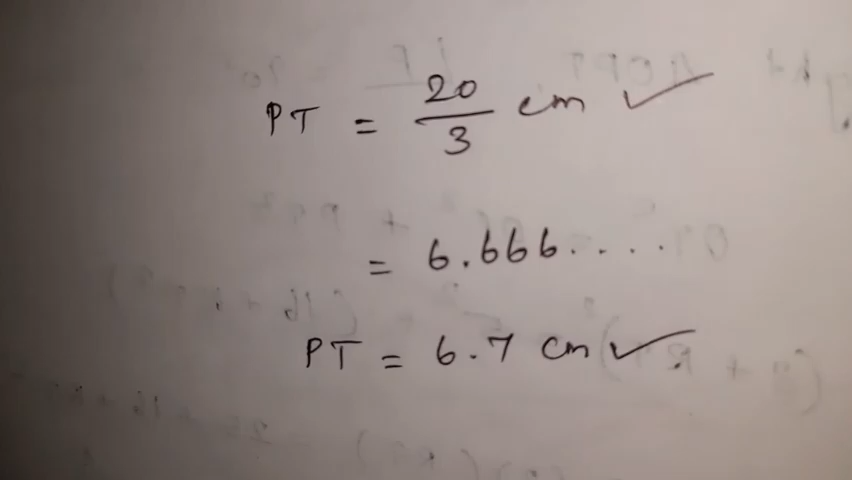 PT = 20/3 cm ✓
= 6.666.....
PT = 6.7 cm ✓